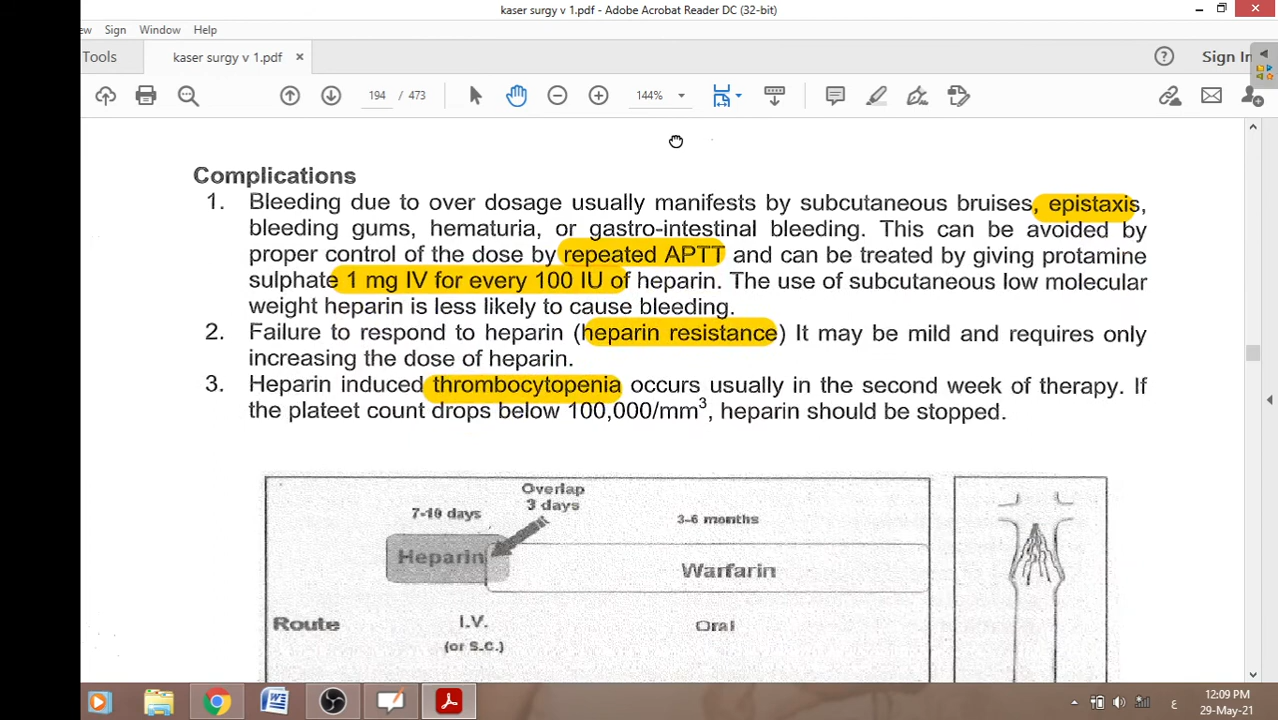 kaser surgy v 1.pdf - Adobe Acrobat Reader DC (32-bit)
ew Sign Window Help
Tools kaser surgy v 1.pdf × Sign In
194 / 473 144%
Complications
1. Bleeding due to over dosage usually manifests by subcutaneous bruises, epistaxis,
bleeding gums, hematuria, or gastro-intestinal bleeding. This can be avoided by
proper control of the dose by repeated APTT and can be treated by giving protamine
sulphate 1 mg IV for every 100 IU of heparin. The use of subcutaneous low molecular
weight heparin is less likely to cause bleeding.
2. Failure to respond to heparin (heparin resistance) It may be mild and requires only
increasing the dose of heparin.
3. Heparin induced thrombocytopenia occurs usually in the second week of therapy. If
the plateet count drops below 100,000/mm³, heparin should be stopped.
Overlap
3 days
7-10 days
3-6 months
Heparin
Warfarin
Route
I.V.
(or S.C.)
Oral
ع
12:09 PM
29-May-21